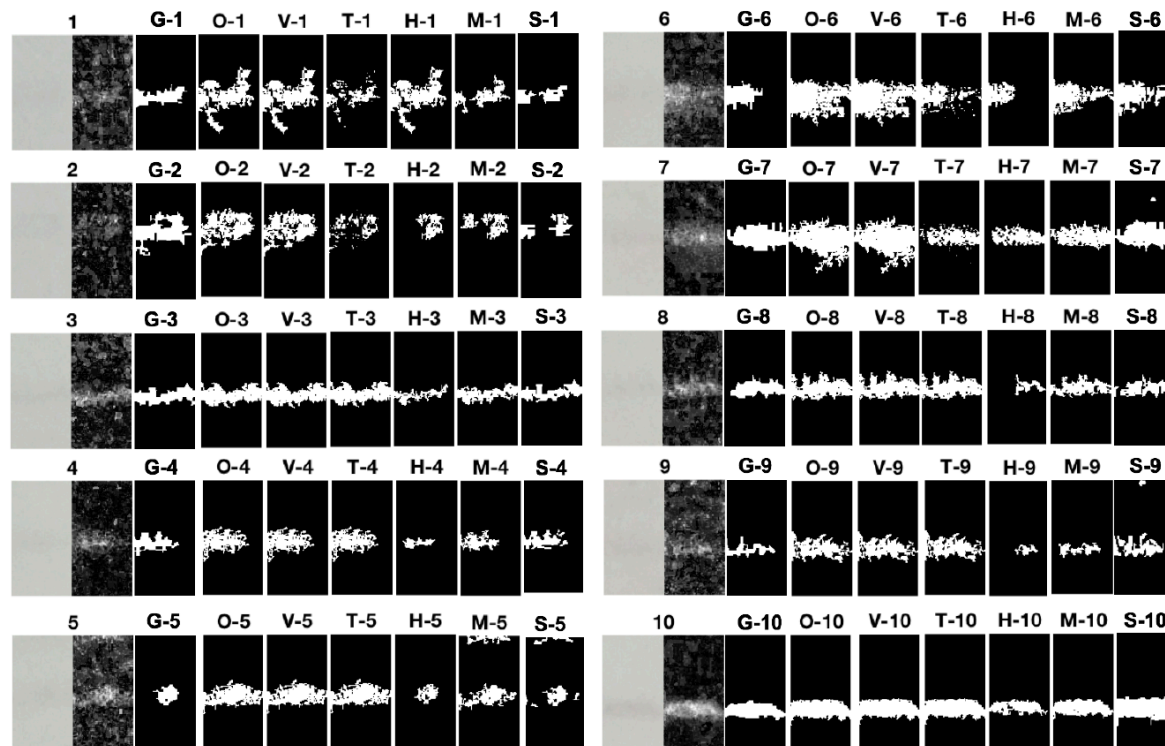 1 G-1 O-1 V-1 T-1 H-1 M-1 S-1
6 G-6 O-6 V-6 T-6 H-6 M-6 S-6
2 G-2 O-2 V-2 T-2 H-2 M-2 S-2
7 G-7 O-7 V-7 T-7 H-7 M-7 S-7
3 G-3 O-3 V-3 T-3 H-3 M-3 S-3
8 G-8 O-8 V-8 T-8 H-8 M-8 S-8
4 G-4 O-4 V-4 T-4 H-4 M-4 S-4
9 G-9 O-9 V-9 T-9 H-9 M-9 S-9
5 G-5 O-5 V-5 T-5 H-5 M-5 S-5
10 G-10 O-10 V-10 T-10 H-10 M-10 S-10